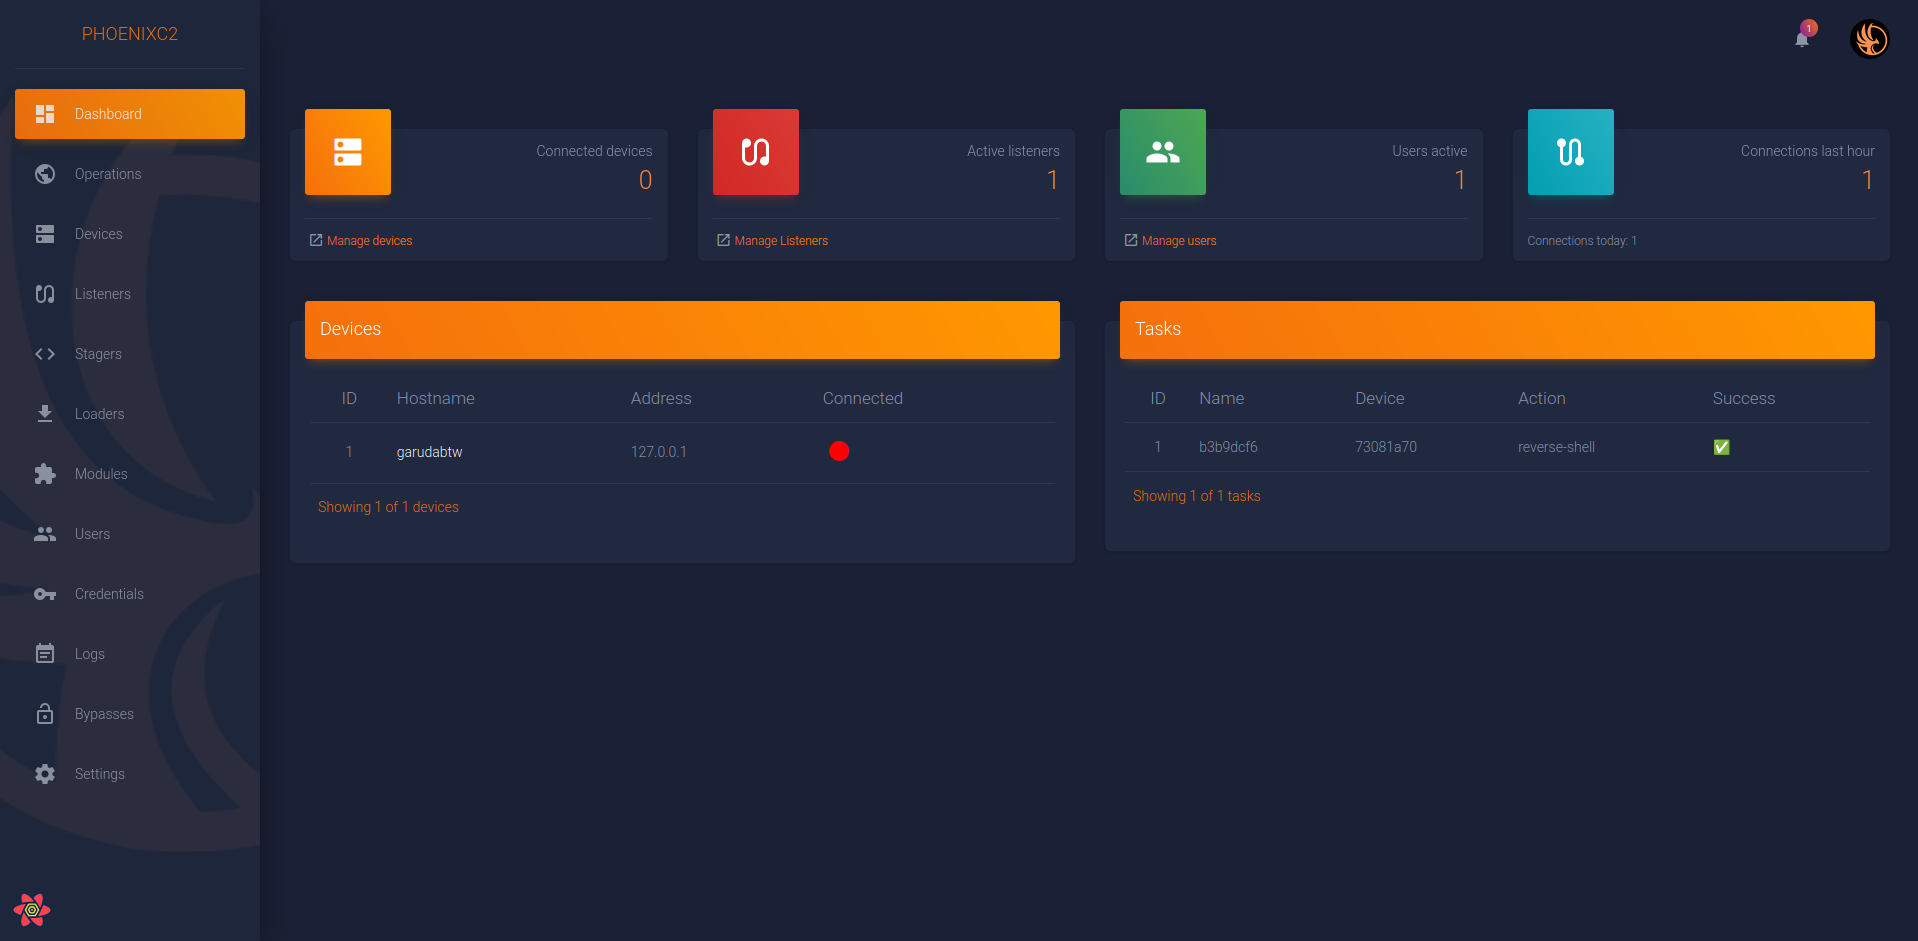 PHOENIXC2
Dashboard
Operations
Devices
Listeners
Stagers
Loaders
Modules
Users
Credentials
Logs
Bypasses
Settings
1
Connected devices
0
Manage devices
Active listeners
1
Manage Listeners
Users active
1
Manage users
Connections last hour
1
Connections today: 1
Devices
ID Hostname Address Connected
1 garudabtw 127.0.0.1
Showing 1 of 1 devices
Tasks
ID Name Device Action Success
1 b3b9dcf6 73081a70 reverse-shell ✅
Showing 1 of 1 tasks